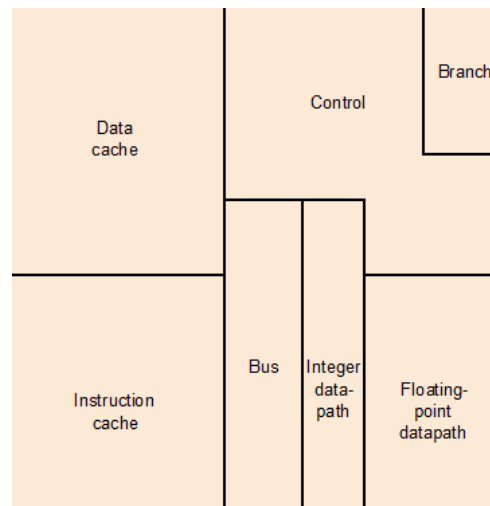 Branch
Control
Data
cache
Bus
Integer
data-
path
Instruction
cache
Floating-
point
datapath